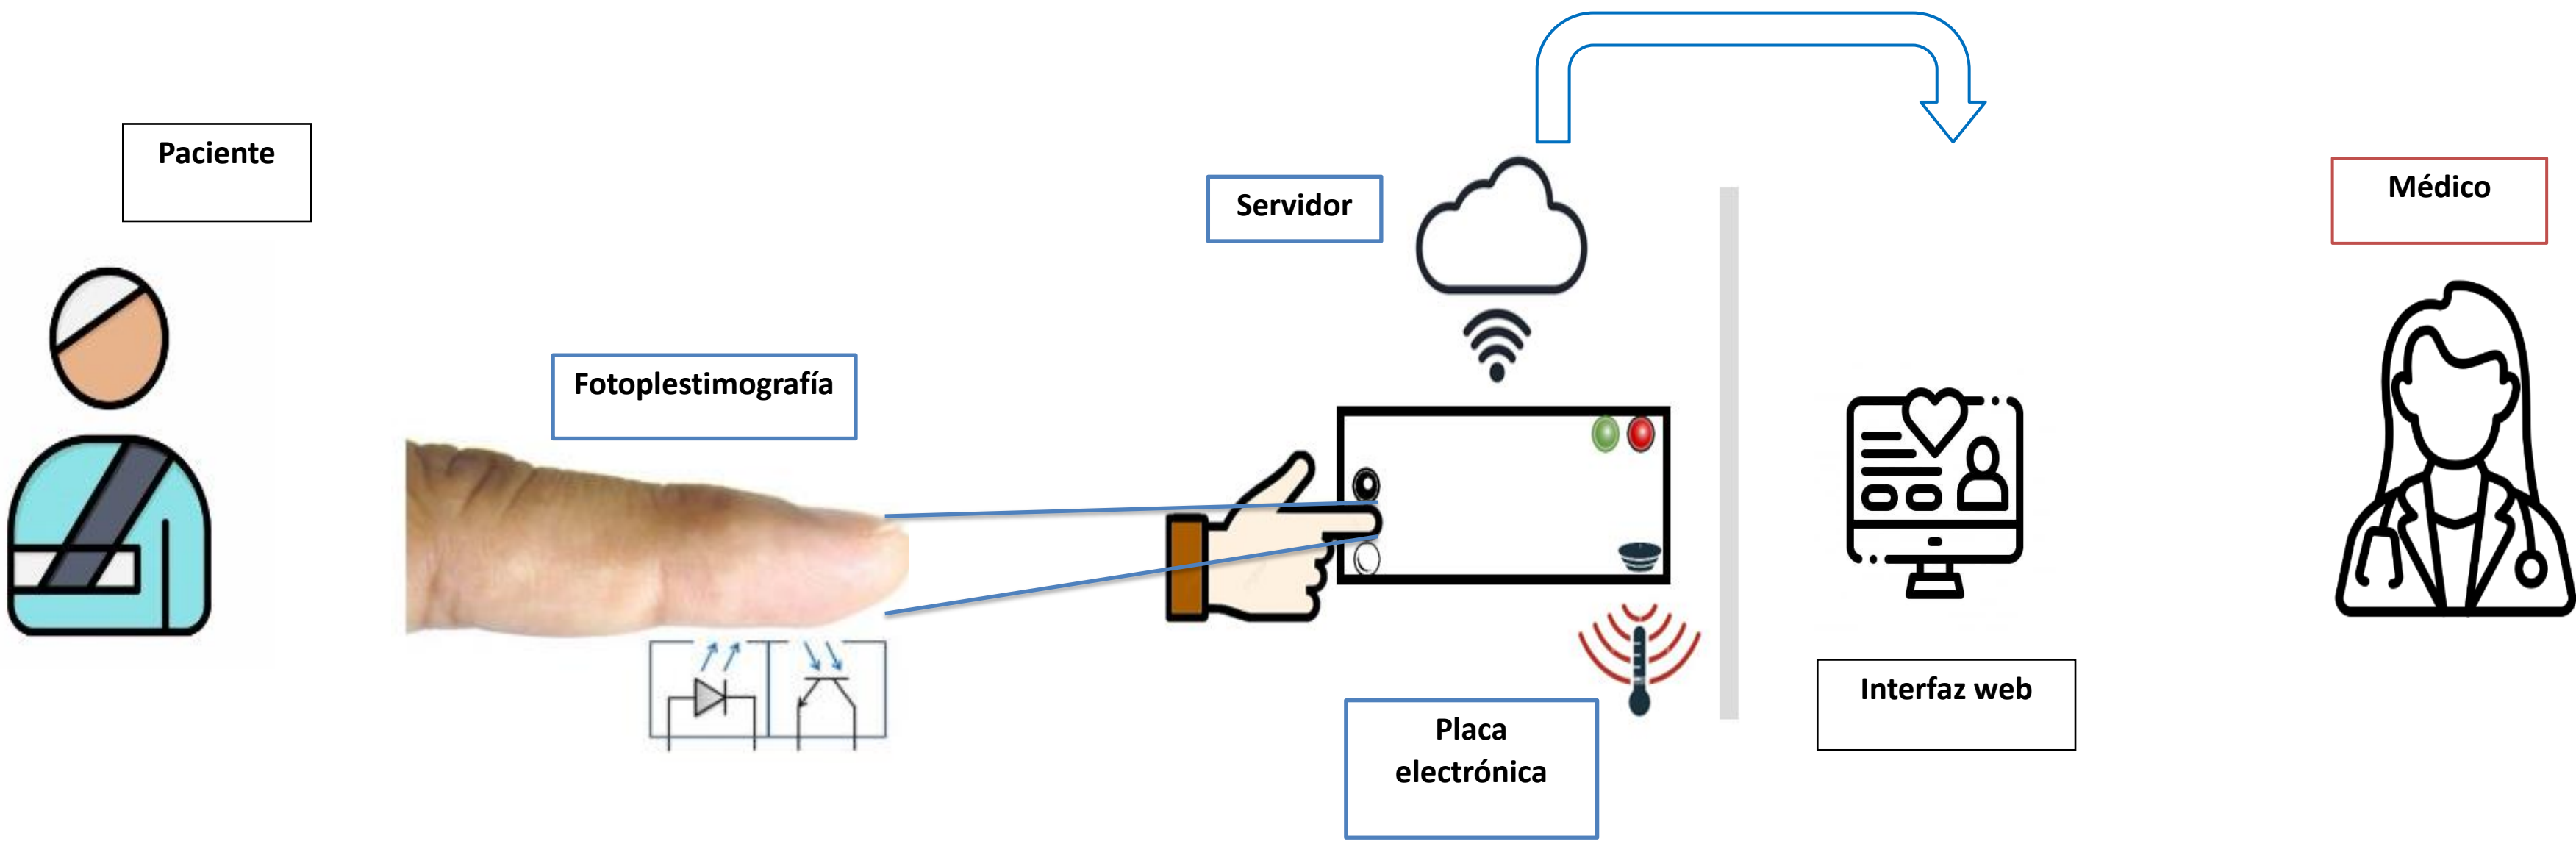 Paciente
Servidor
Médico
Fotoplestimografía
Interfaz web
Placa
electrónica